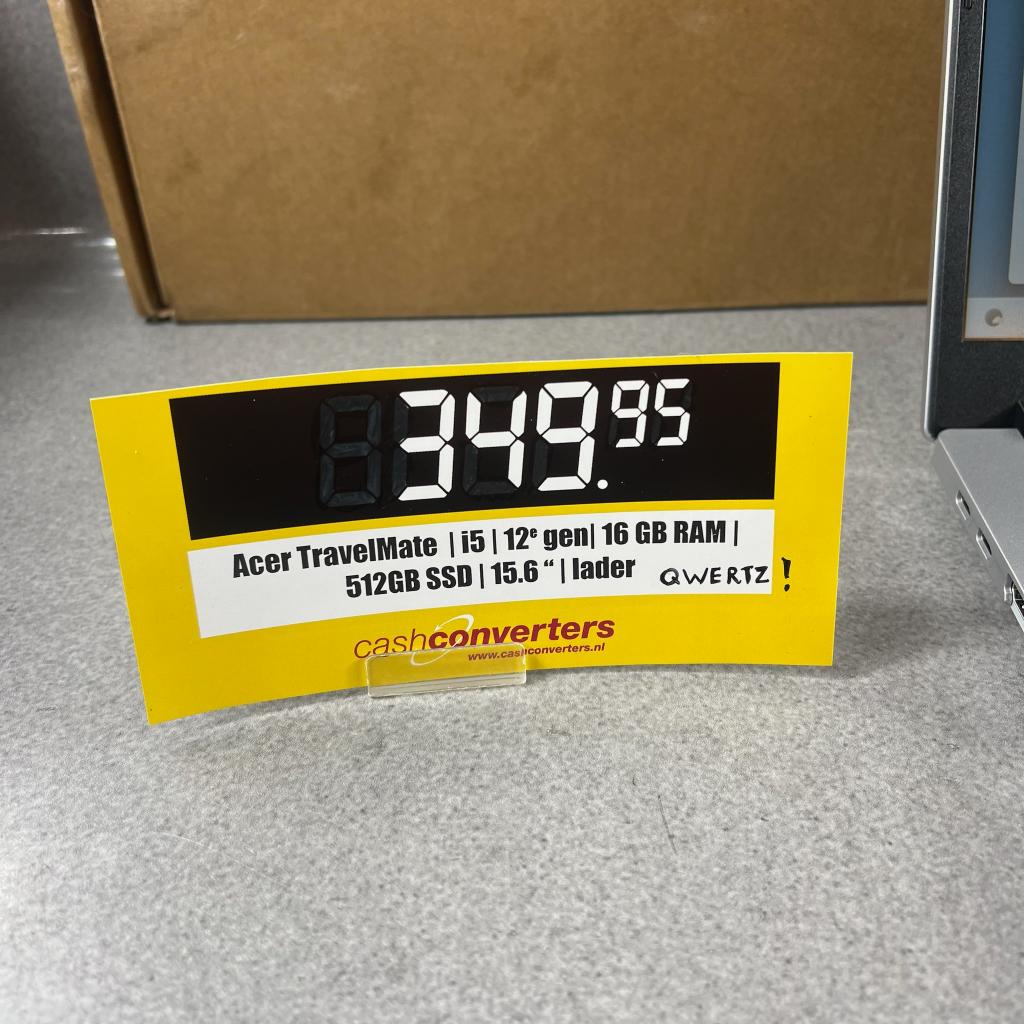 349.95
Acer TravelMate | i5 | 12e gen| 16 GB RAM |
512GB SSD | 15.6 “ | lader QWERTZ!
cashconverters
www.cashconverters.nl